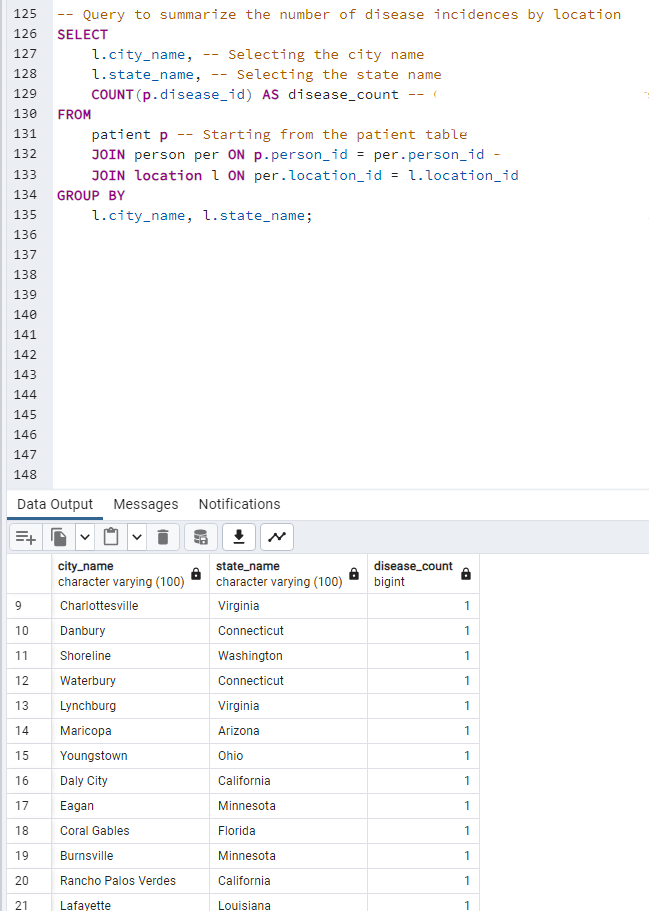 125 -- Query to summarize the number of disease incidences by location
126 SELECT
127 l.city_name, -- Selecting the city name
128 l.state_name, -- Selecting the state name
129 COUNT(p.disease_id) AS disease_count --
130 FROM
131 patient p -- Starting from the patient table
132 JOIN person per ON p.person_id = per.person_id -
133 JOIN location l ON per.location_id = l.location_id
134 GROUP BY
135 l.city_name, l.state_name;
136
137
138
139
140
141
142
143
144
145
146
147
148
Data Output Messages Notifications
city_name state_name disease_count
character varying (100) character varying (100) bigint
9 Charlottesville Virginia 1
10 Danbury Connecticut 1
11 Shoreline Washington 1
12 Waterbury Connecticut 1
13 Lynchburg Virginia 1
14 Maricopa Arizona 1
15 Youngstown Ohio 1
16 Daly City California 1
17 Eagan Minnesota 1
18 Coral Gables Florida 1
19 Burnsville Minnesota 1
20 Rancho Palos Verdes California 1
21 Lafayette Louisiana 1